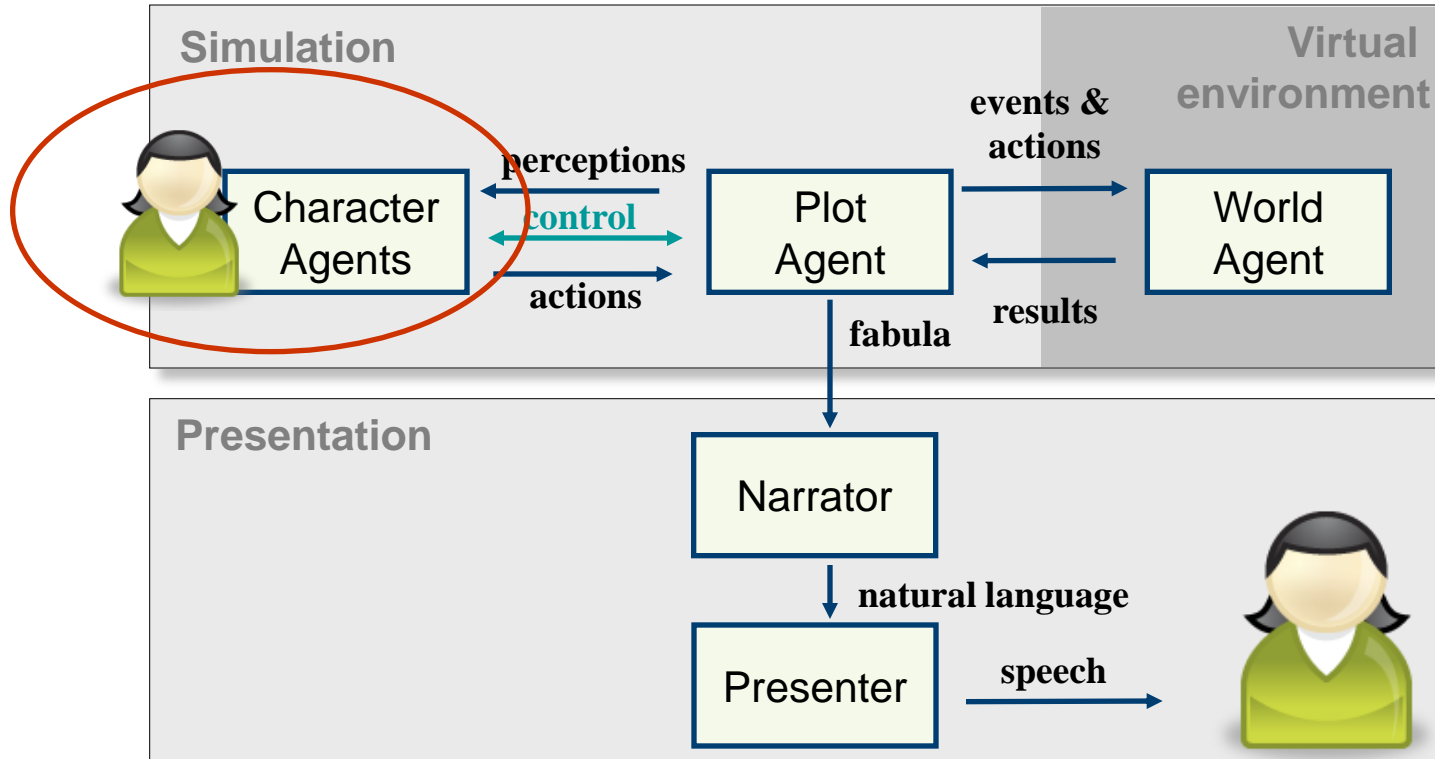 Simulation
Virtual
environment
events &
actions
perceptions
Character
Agents
control
Plot
Agent
World
Agent
actions
results
fabula
Presentation
Narrator
natural language
Presenter
speech